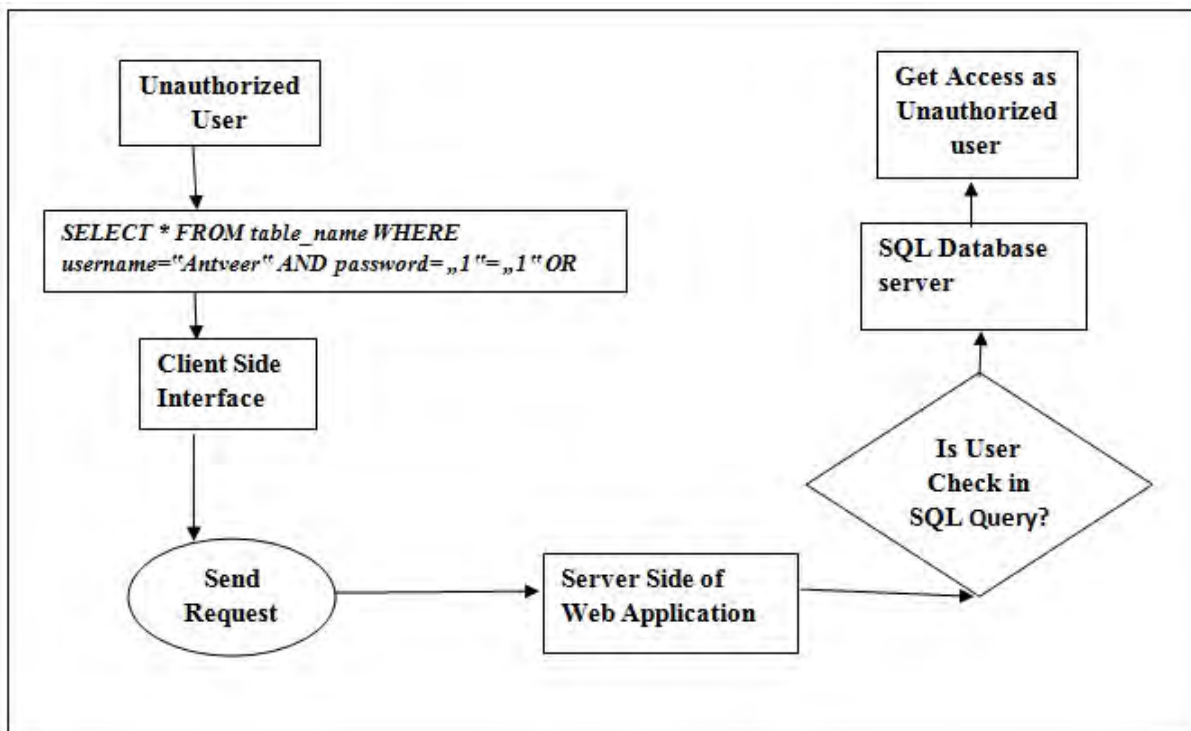 Unauthorized
User
SELECT * FROM table_name WHERE
username=“Antveer“ AND password= „1“= „1“ OR
Client Side
Interface
Send
Request
Server Side of
Web Application
Is User
Check in
SQL Query?
SQL Database
server
Get Access as
Unauthorized
user